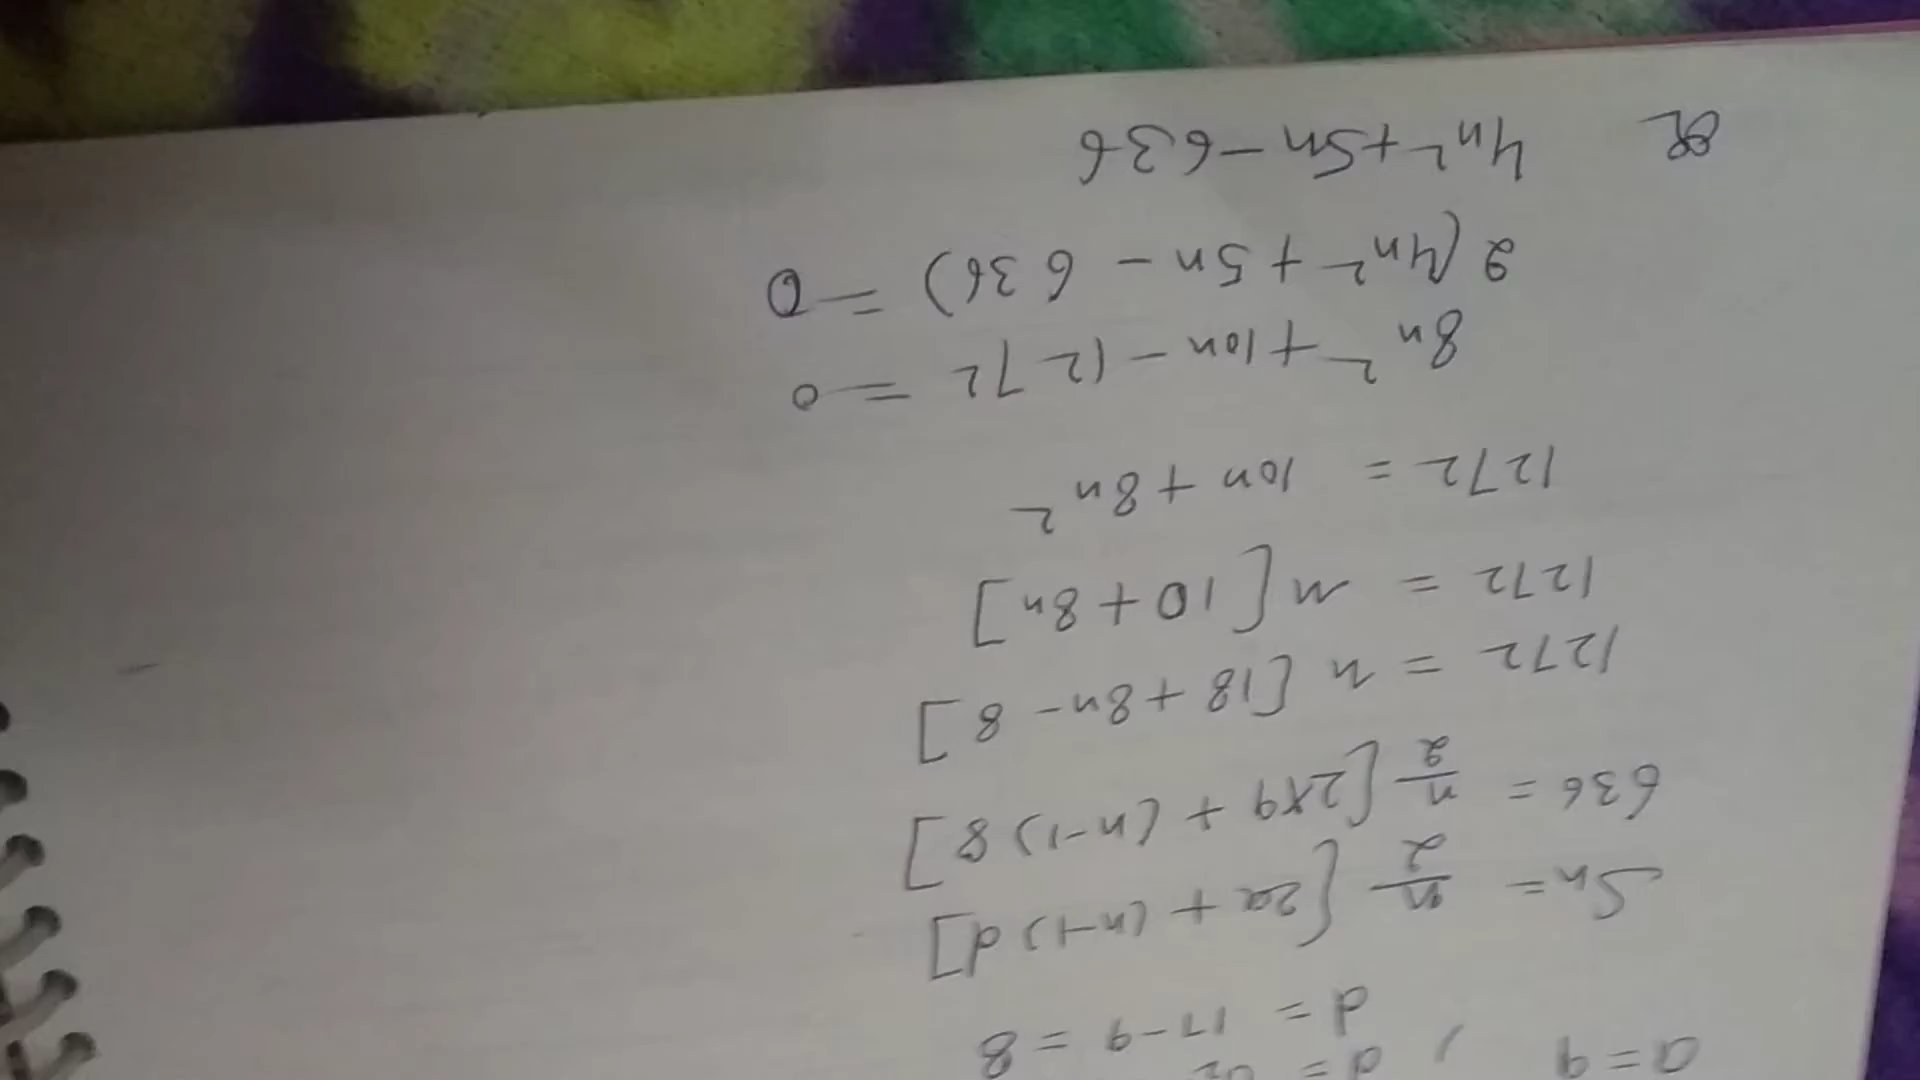 a = 9 , d = a2
d = 17 - 9 = 8
Sn = n/2 [2a + (n-1) d]
636 = n/2 [2×9 + (n-1) 8]
1272 = n [18 + 8n - 8]
1272 = n [10 + 8n]
1272 = 10n + 8n²
8n² + 10n - 1272 = 0
2(4n² + 5n - 636) = 0
or 4n² + 5n - 636